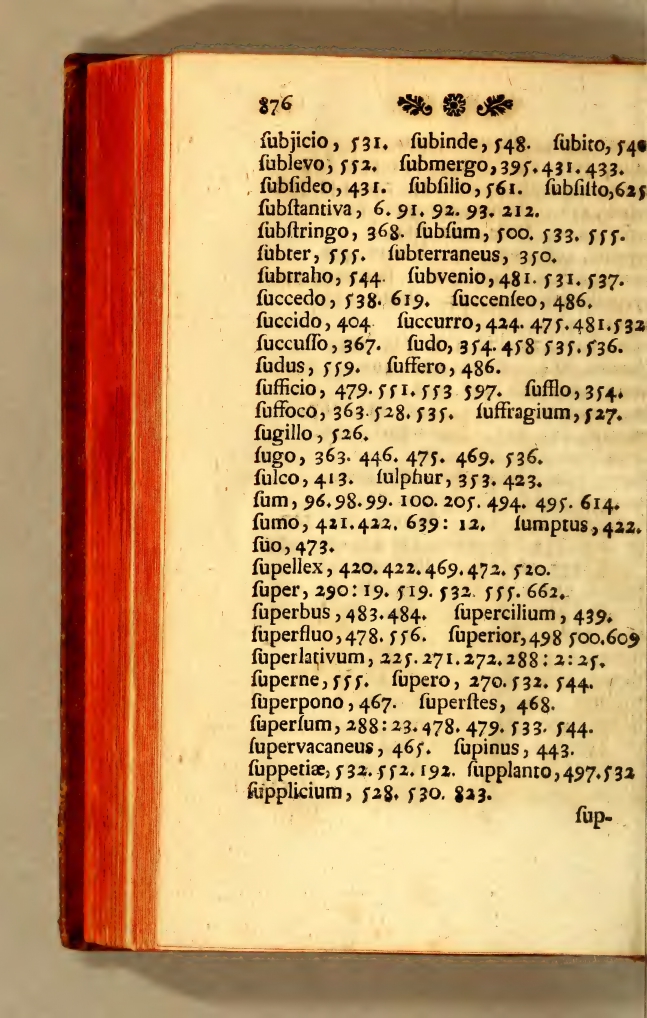 876
ſubjicio, 531. ſubinde, 548. ſubito, 54
ſublevo, 552. ſubmergo, 395. 431. 433.
ſubſideo, 431. ſubſilio, 561. ſubſiſto, 625
ſubſtantiva, 6. 91. 92. 93. 212.
ſubſtringo, 368. ſubſum, 500. 533. 555.
ſubter, 555. ſubterraneus, 350.
ſubtraho, 544. ſubvenio, 481. 531. 537.
ſuccedo, 538. 619. ſuccenſeo, 486.
ſuccido, 404 ſuccurro, 424. 475. 481. 532
ſuccuſſo, 367. ſudo, 354. 458 535. 536.
ſudus, 559. ſuffero, 486.
ſufficio, 479. 551. 553 597. ſufflo, 354.
ſuffoco, 363. 528. 535. ſuffragium, 527.
ſugillo, 526.
ſugo, 363. 446. 475. 469. 536.
ſulco, 413. ſulphur, 353. 423.
ſum, 96. 98. 99. 100. 205. 494. 495. 614.
ſumo, 421. 422. 639: 12. ſumptus, 422.
ſuo, 473.
ſupellex, 420. 422. 469. 472. 520.
ſuper, 290: 19. 519. 532. 555. 662.
ſuperbus, 483. 484. ſupercilium, 439.
ſuperfluo, 478. 556. ſuperior, 498 500. 609
ſuperlativum, 225. 271. 272. 288: 2: 25.
ſuperne, 555. ſupero, 270. 532. 544.
ſuperpono, 467. ſuperſtes, 468.
ſuperſum, 288: 23. 478. 479. 533. 544.
ſupervacaneus, 465. ſupinus, 443.
ſuppetiæ, 532. 552. 192. ſupplanto, 497. 532
ſupplicium, 528. 530. 823.
ſup-